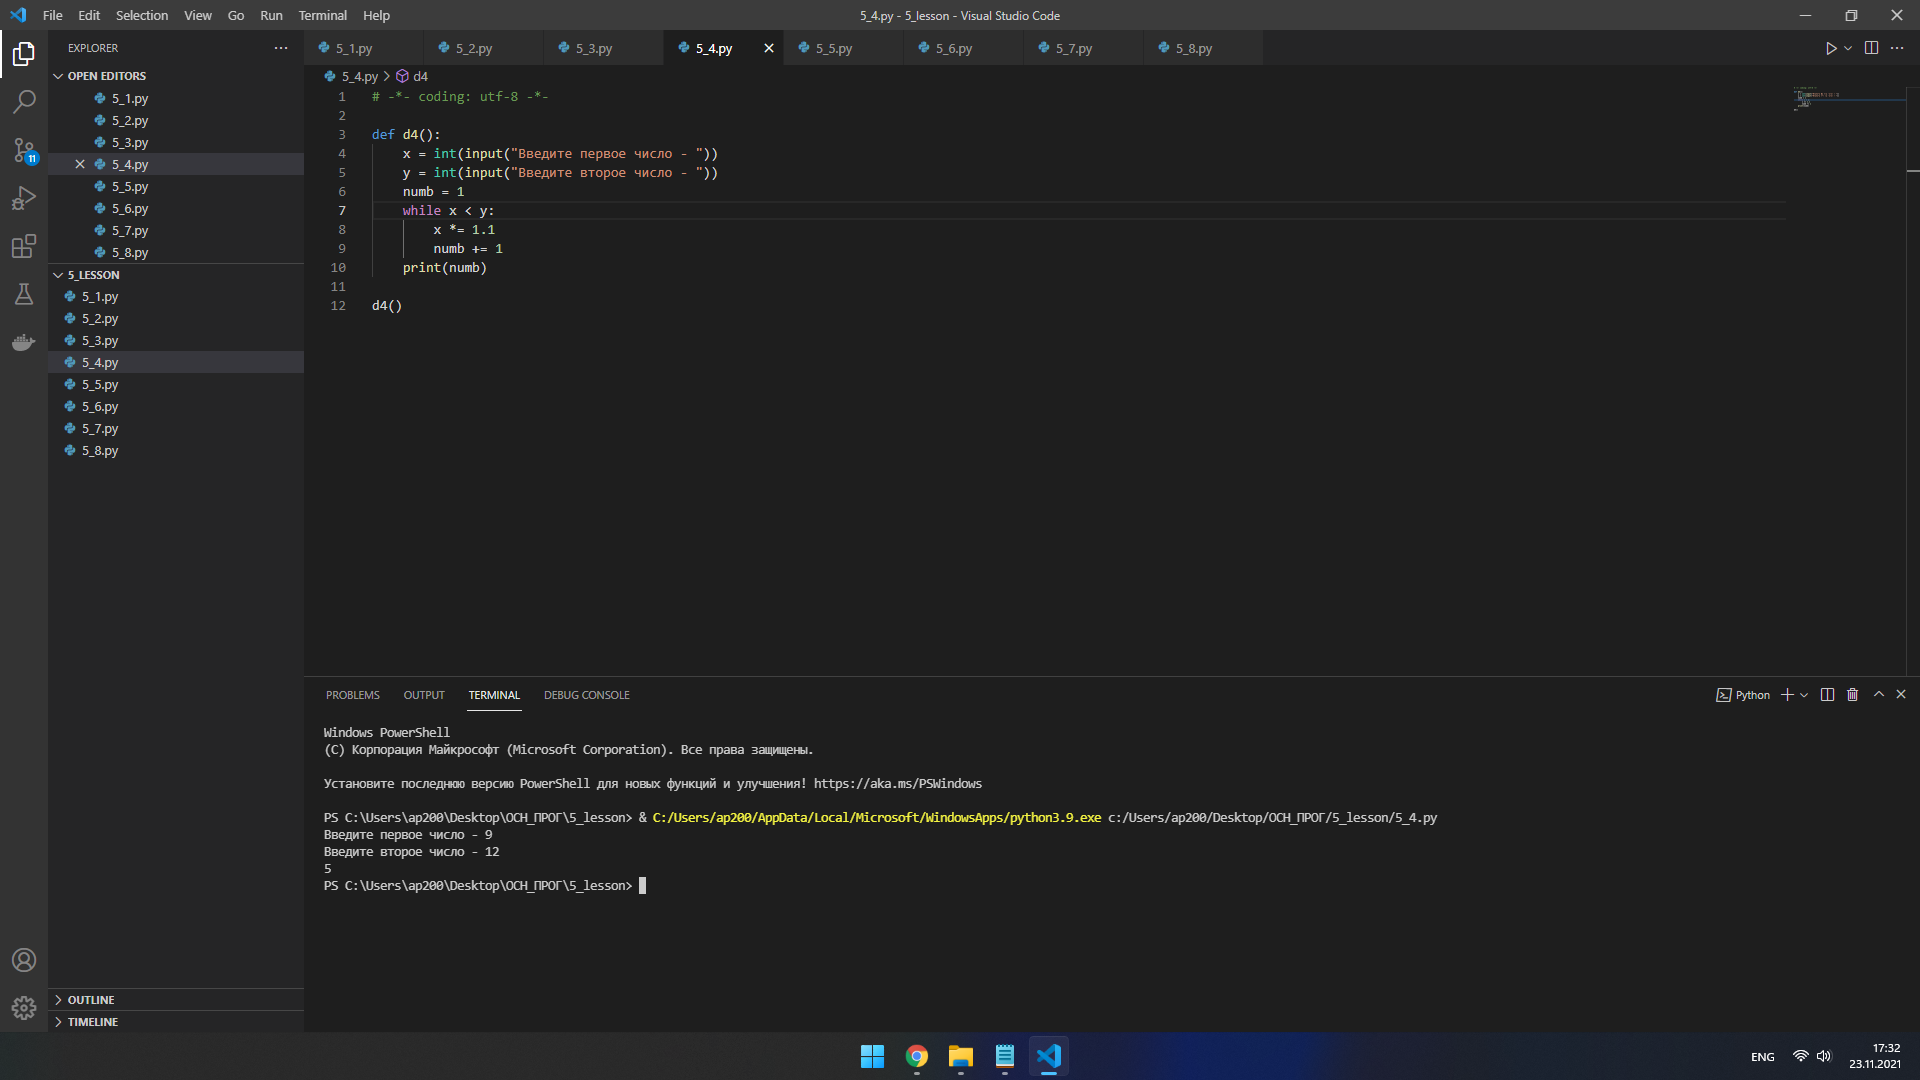 File Edit Selection View Go Run Terminal Help
5_4.py - 5_lesson - Visual Studio Code
EXPLORER
OPEN EDITORS
5_1.py
5_2.py
5_3.py
5_4.py
5_5.py
5_6.py
5_7.py
5_8.py
5_LESSON
5_1.py
5_2.py
5_3.py
5_4.py
5_5.py
5_6.py
5_7.py
5_8.py
OUTLINE
TIMELINE
11
5_1.py 5_2.py 5_3.py 5_4.py 5_5.py 5_6.py 5_7.py 5_8.py
5_4.py > d4
1 # -*- coding: utf-8 -*-
2
3 def d4():
4     x = int(input("Введите первое число - "))
5     y = int(input("Введите второе число - "))
6     numb = 1
7     while x < y:
8         x *= 1.1
9         numb += 1
10     print(numb)
11
12 d4()
PROBLEMS OUTPUT TERMINAL DEBUG CONSOLE
Python
Windows PowerShell
(C) Корпорация Майкрософт (Microsoft Corporation). Все права защищены.
Установите последнюю версию PowerShell для новых функций и улучшения! https://aka.ms/PSWindows
PS C:\Users\ap200\Desktop\ОСН_ПРОГ\5_lesson> & C:/Users/ap200/AppData/Local/Microsoft/WindowsApps/python3.9.exe c:/Users/ap200/Desktop/ОСН_ПРОГ/5_lesson/5_4.py
Введите первое число - 9
Введите второе число - 12
5
PS C:\Users\ap200\Desktop\ОСН_ПРОГ\5_lesson>
ENG
17:32
23.11.2021